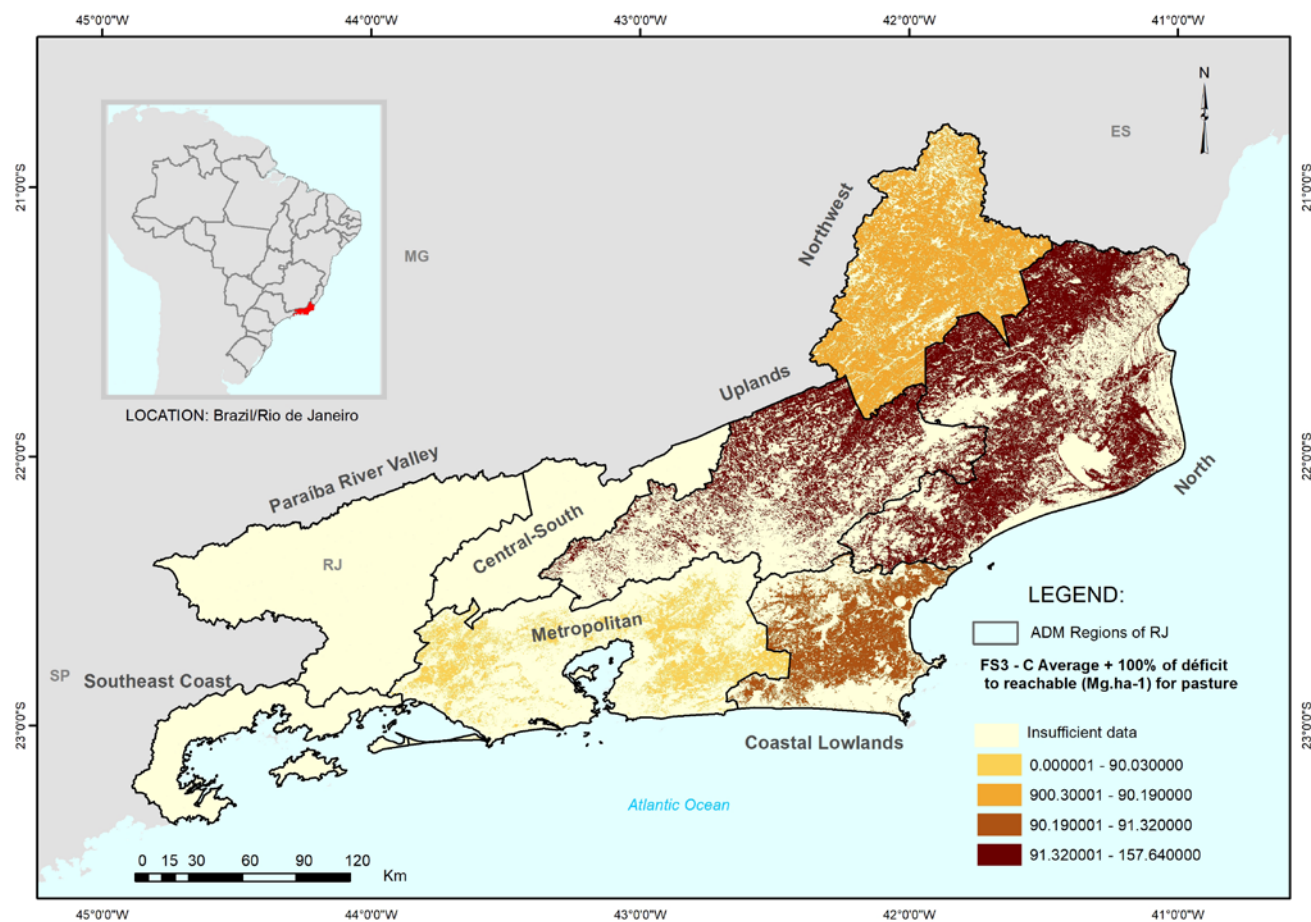 45°0'0"W 44°0'0"W 43°0'0"W 42°0'0"W 41°0'0"W
N
ES
21°0'0"S
21°0'0"S
Northwest
MG
LOCATION: Brazil/Rio de Janeiro
Uplands
22°0'0"S
22°0'0"S
Paraíba River Valley
North
Central-South
RJ
LEGEND:
Metropolitan
ADM Regions of RJ
SP
Southeast Coast
FS3 - C Average + 100% of déficit
to reachable (Mg.ha-1) for pasture
23°0'0"S
23°0'0"S
Coastal Lowlands
Insufficient data
0.000001 - 90.030000
900.30001 - 90.190000
90.190001 - 91.320000
91.320001 - 157.640000
Atlantic Ocean
0 15 30 60 90 120
Km
45°0'0"W 44°0'0"W 43°0'0"W 42°0'0"W 41°0'0"W